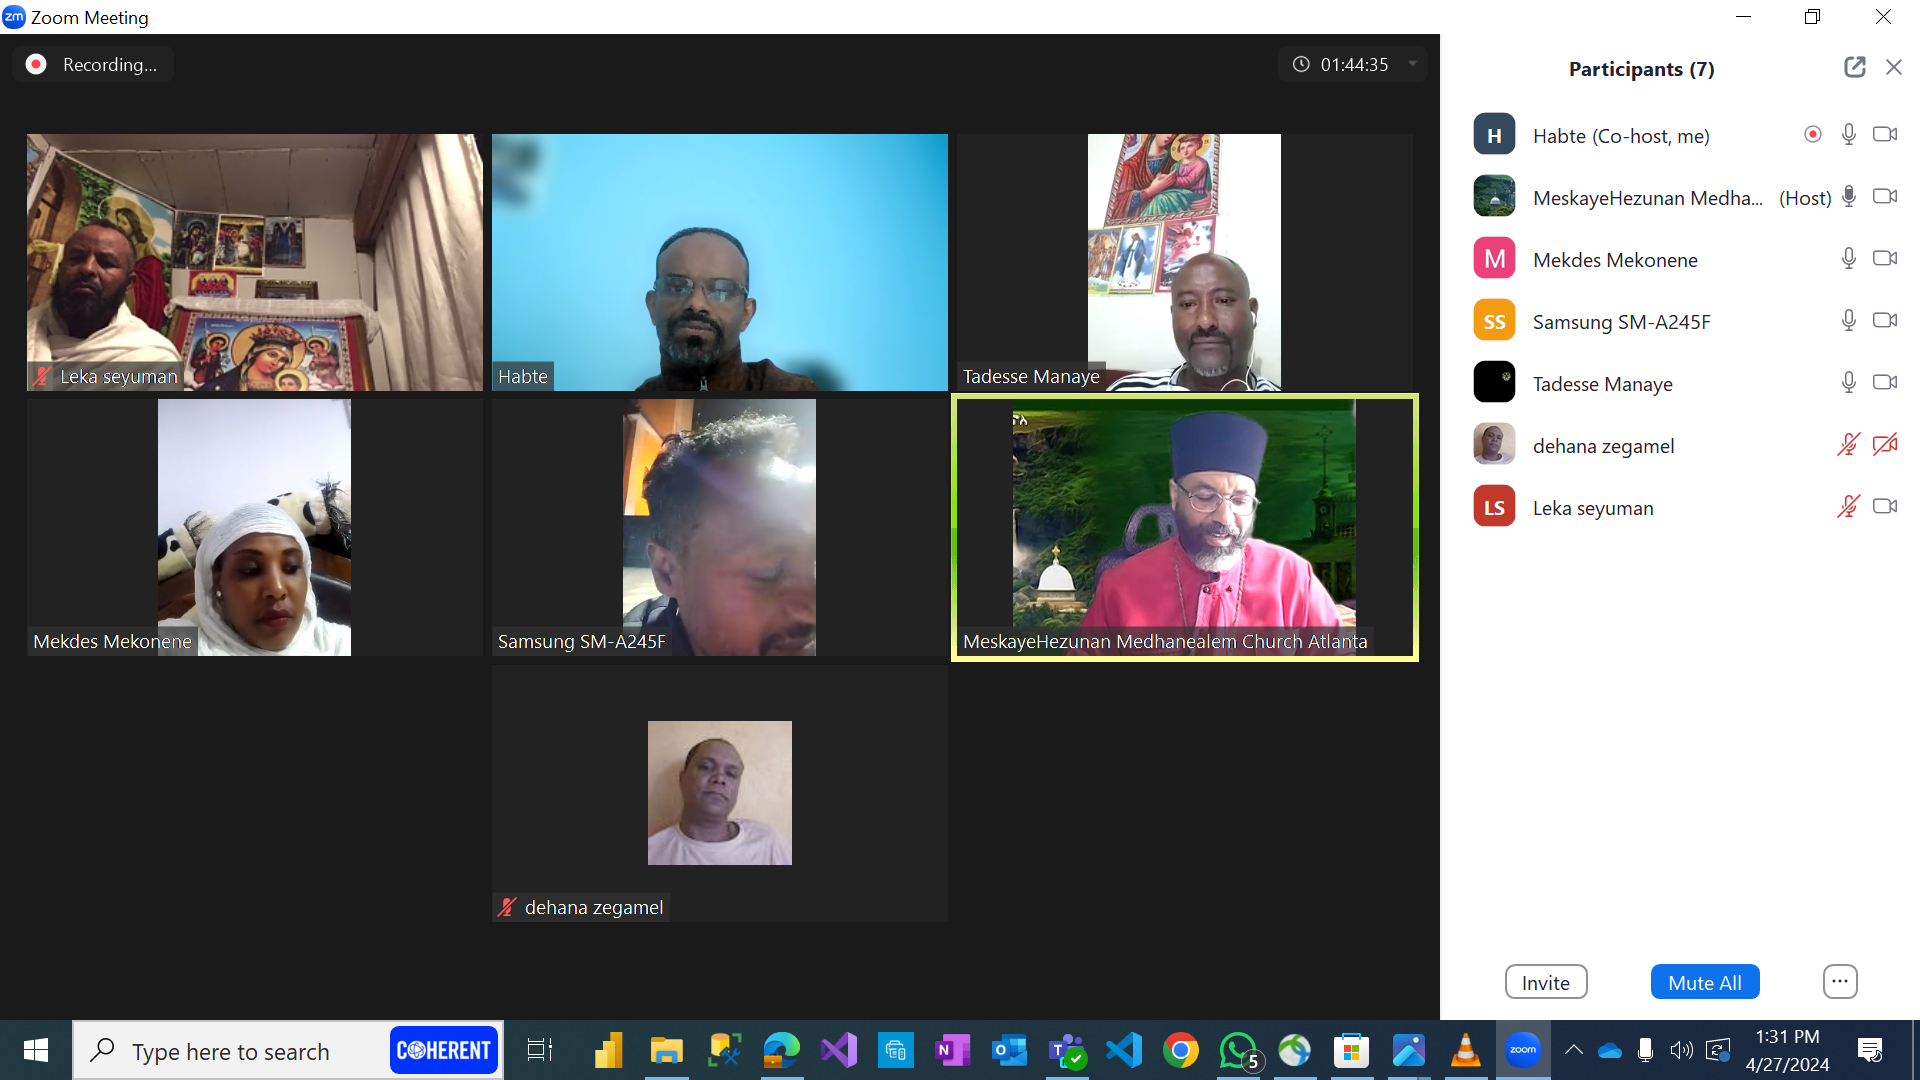 zm Zoom Meeting
Recording...
01:44:35
Leka seyuman
Habte
Tadesse Manaye
Mekdes Mekonene
Samsung SM-A245F
MeskayeHezunan Medhanealem Church Atlanta
dehana zegamel
Participants (7)
H Habte (Co-host, me)
MeskayeHezunan Medha... (Host)
M Mekdes Mekonene
SS Samsung SM-A245F
Tadesse Manaye
dehana zegamel
LS Leka seyuman
Invite
Mute All
...
Type here to search
COHERENT
N
O
T
5
zoom
1:31 PM
4/27/2024